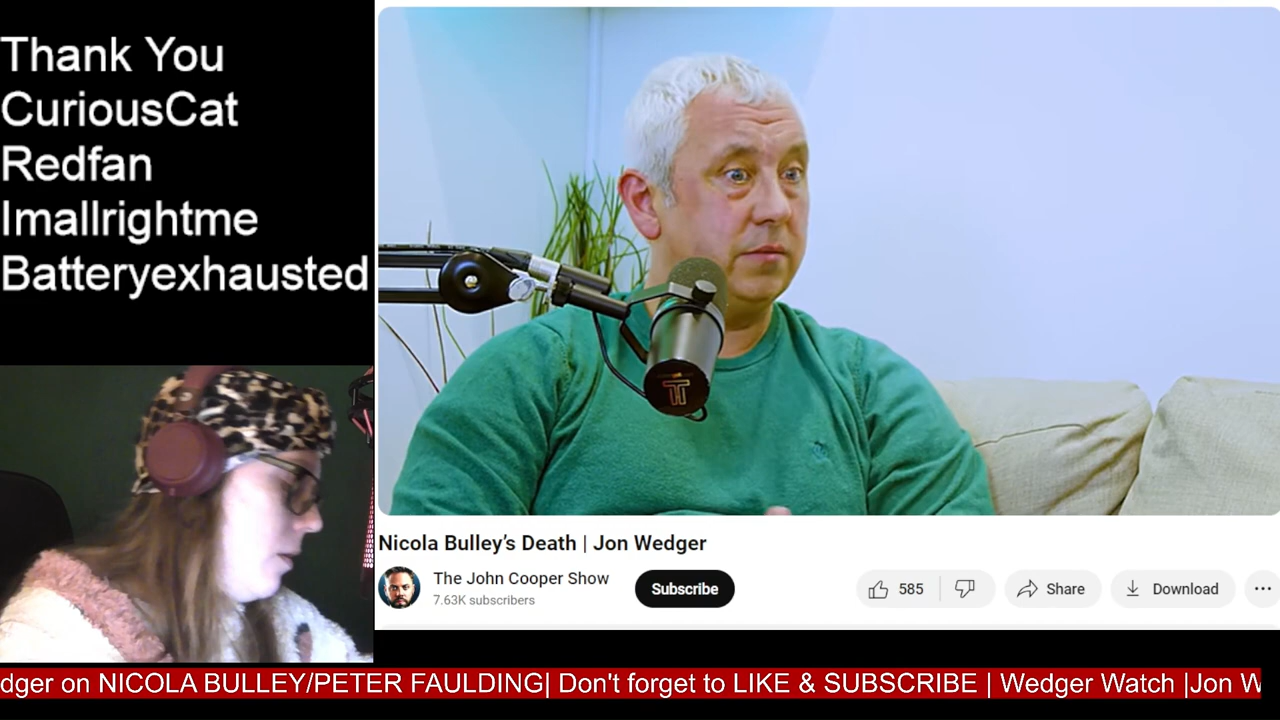 Thank You
CuriousCat
Redfan
Imallrightme
Batteryexhausted
Nicola Bulley's Death | Jon Wedger
The John Cooper Show
7.63K subscribers
Subscribe
585
Share
Download
dger on NICOLA BULLEY/PETER FAULDING| Don't forget to LIKE & SUBSCRIBE | Wedger Watch |Jon W